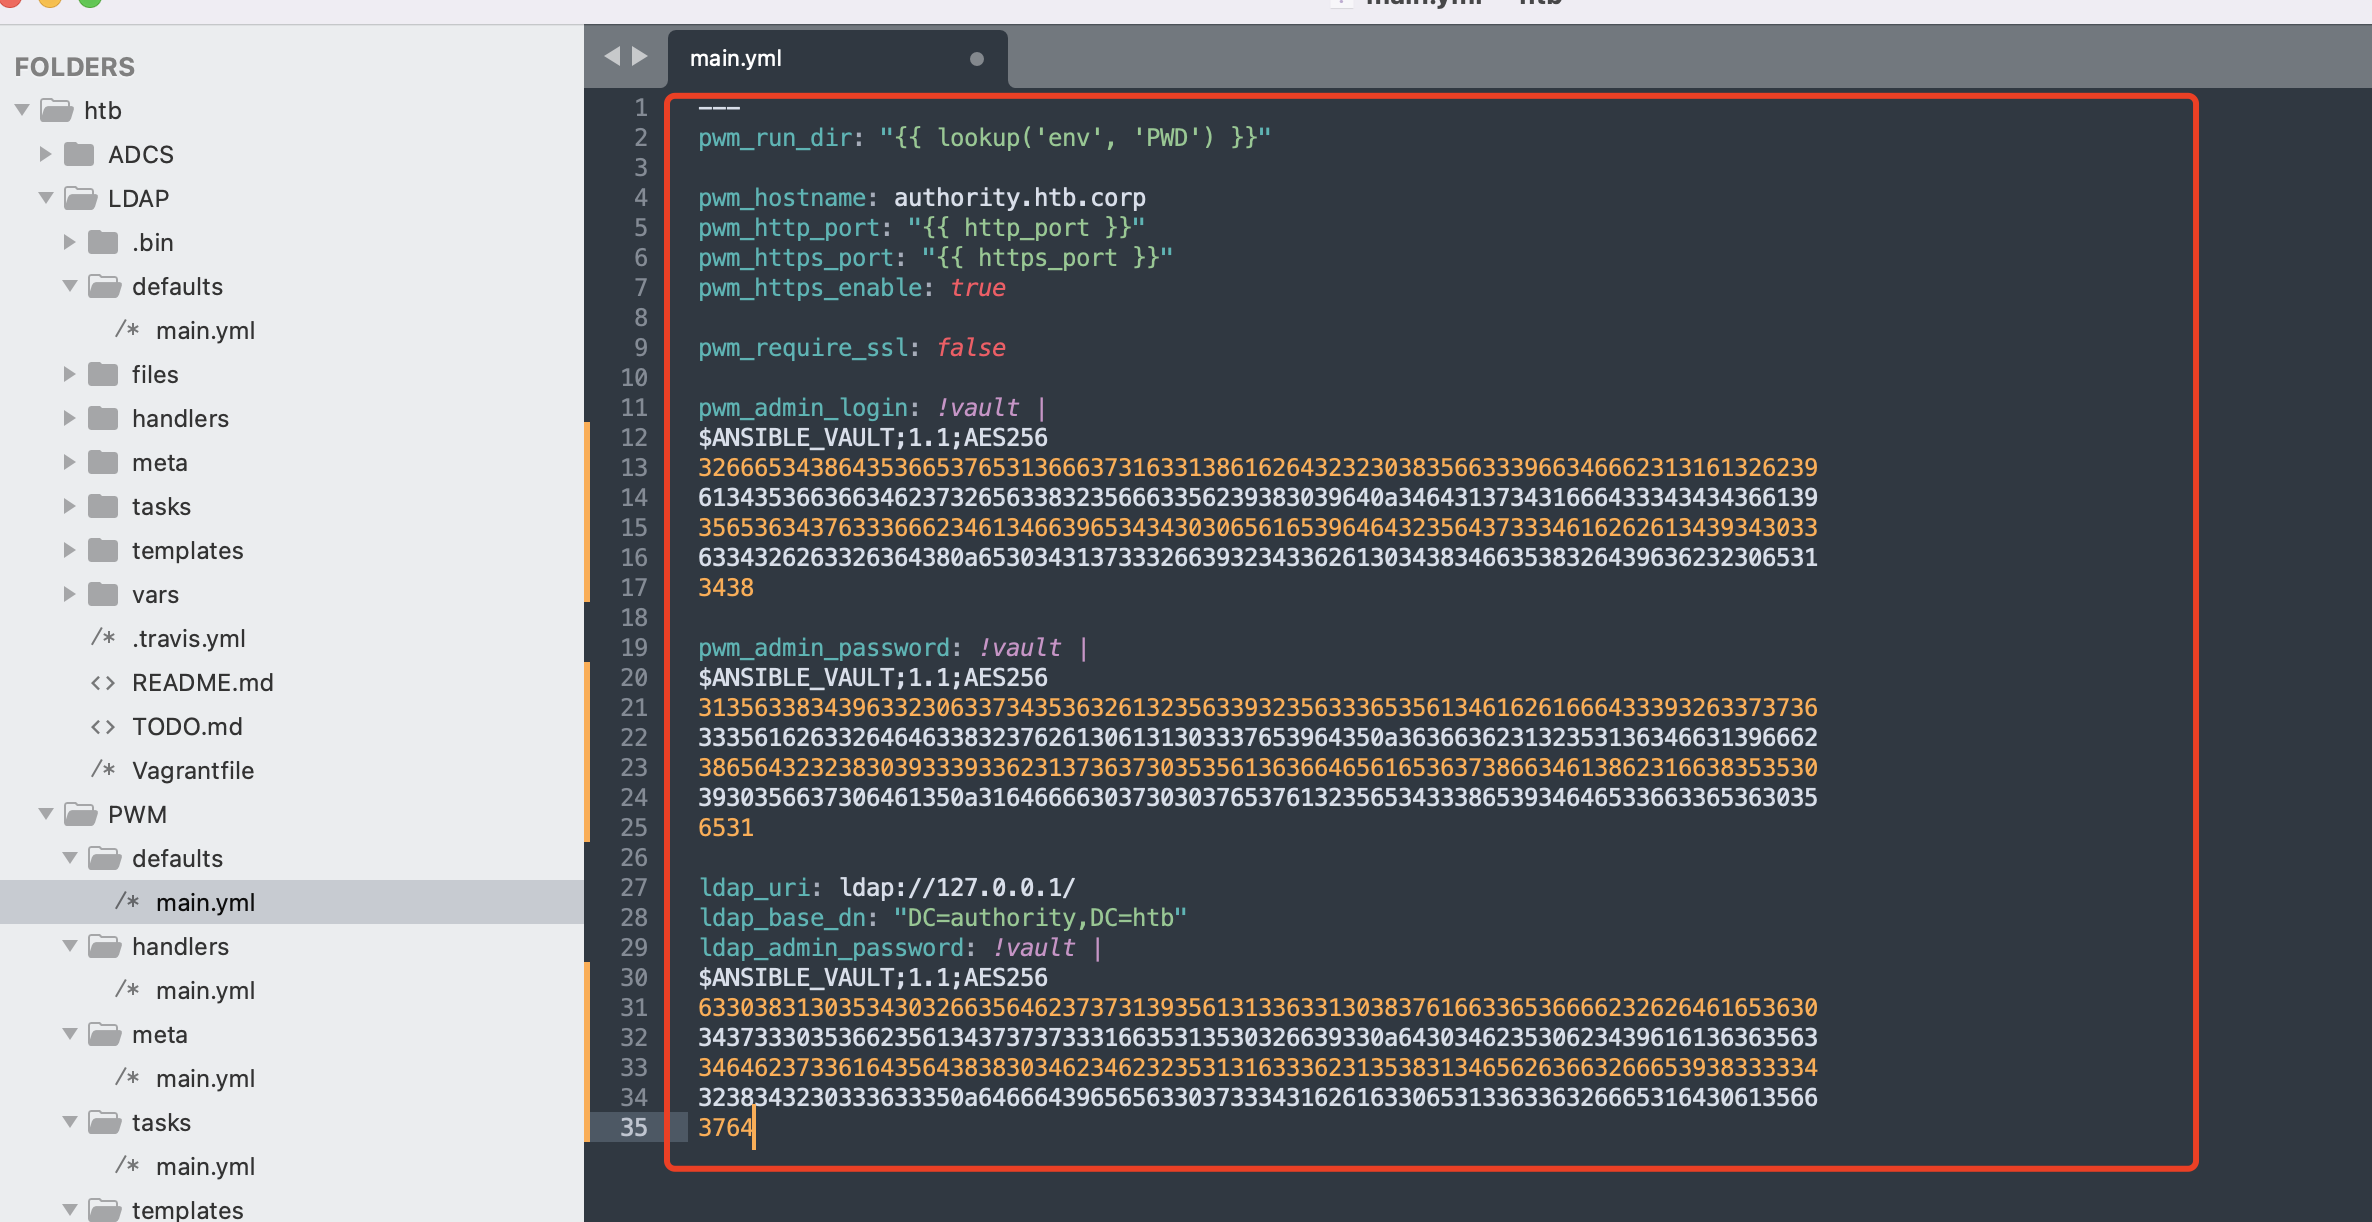 FOLDERS
htb
ADCS
LDAP
.bin
defaults
/* main.yml
files
handlers
meta
tasks
templates
vars
/* .travis.yml
<> README.md
<> TODO.md
/* Vagrantfile
PWM
defaults
/* main.yml
handlers
/* main.yml
meta
/* main.yml
tasks
/* main.yml
templates
main.yml
1 ---
2 pwm_run_dir: "{{ lookup('env', 'PWD') }}"
3
4 pwm_hostname: authority.htb.corp
5 pwm_http_port: "{{ http_port }}"
6 pwm_https_port: "{{ https_port }}"
7 pwm_https_enable: true
8
9 pwm_require_ssl: false
10
11 pwm_admin_login: !vault |
12 $ANSIBLE_VAULT;1.1;AES256
13 32666534386435366537653136663731633138616264323230383566333966346662313161326239
14 6134353663663462373265633832356663356239383039640a346431373431666433343434366139
15 35653634376333666234613466396534343030656165396464323564373334616262613439343033
16 6334326263326364380a653034313733326639323433626130343834663538326439636232306531
17 3438
18
19 pwm_admin_password: !vault |
20 $ANSIBLE_VAULT;1.1;AES256
21 31356338343963323063373435363261323563393235633365356134616261666433393263373736
22 3335616263326464633832376261306131303337653964350a363663623132353136346631396662
23 38656432323830393339336231373637303535613636646561653637386634613862316638353530
24 3930356637306461350a316466663037303037653761323565343338653934646533663365363035
25 6531
26
27 ldap_uri: ldap://127.0.0.1/
28 ldap_base_dn: "DC=authority,DC=htb"
29 ldap_admin_password: !vault |
30 $ANSIBLE_VAULT;1.1;AES256
31 63303831303534303266356462373731393561313363313038376166336536666232626461653630
32 3437333035366235613437373733316635313530326639330a643034623530623439616136363563
33 34646237336164356438383034623462323531316333623135383134656263663266653938333334
34 3238343230333633350a646664396565633037333431626163306531336336326665316430613566
35 3764